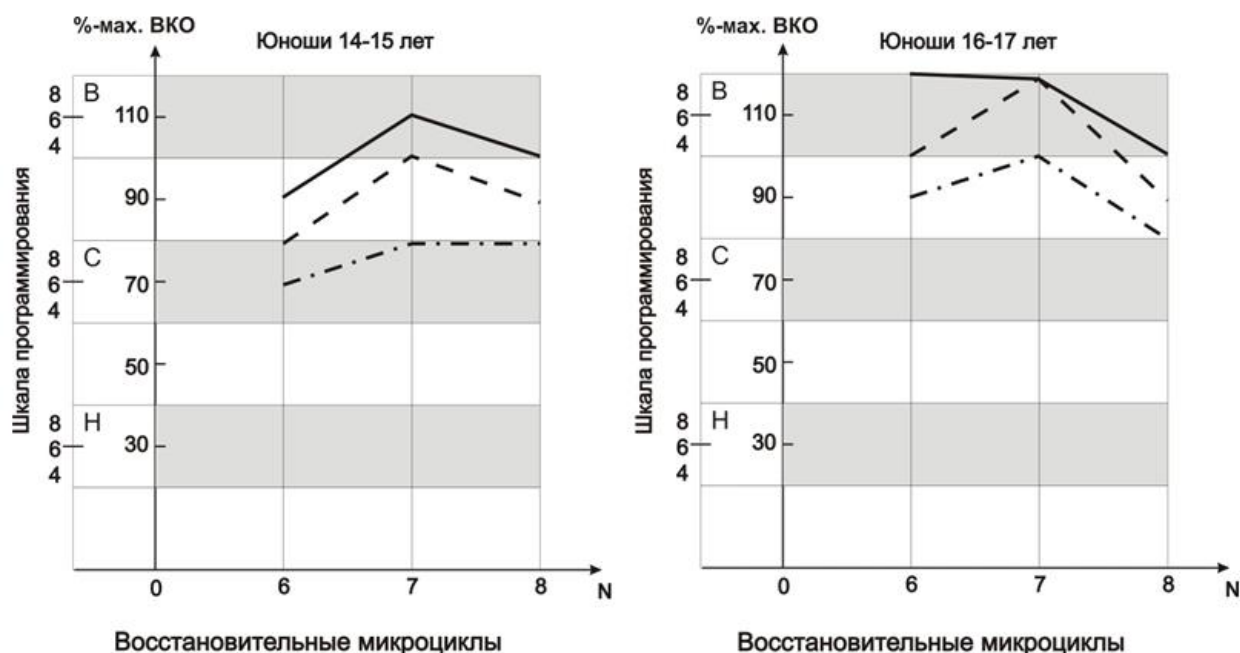 %-мах. ВКО
Юноши 14-15 лет
Шкала программирования
8
6
4
В
110
90
8
6
4
С
70
50
8
6
4
Н
30
0
6
7
8
N
Восстановительные микроциклы
%-мах. ВКО
Юноши 16-17 лет
Шкала программирования
8
6
4
В
110
90
8
6
4
С
70
50
8
6
4
Н
30
0
6
7
8
N
Восстановительные микроциклы